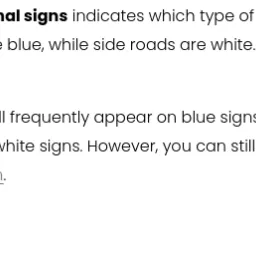 nal signs indicates which type of
blue, while side roads are white.
ll frequently appear on blue signs
white signs. However, you can still